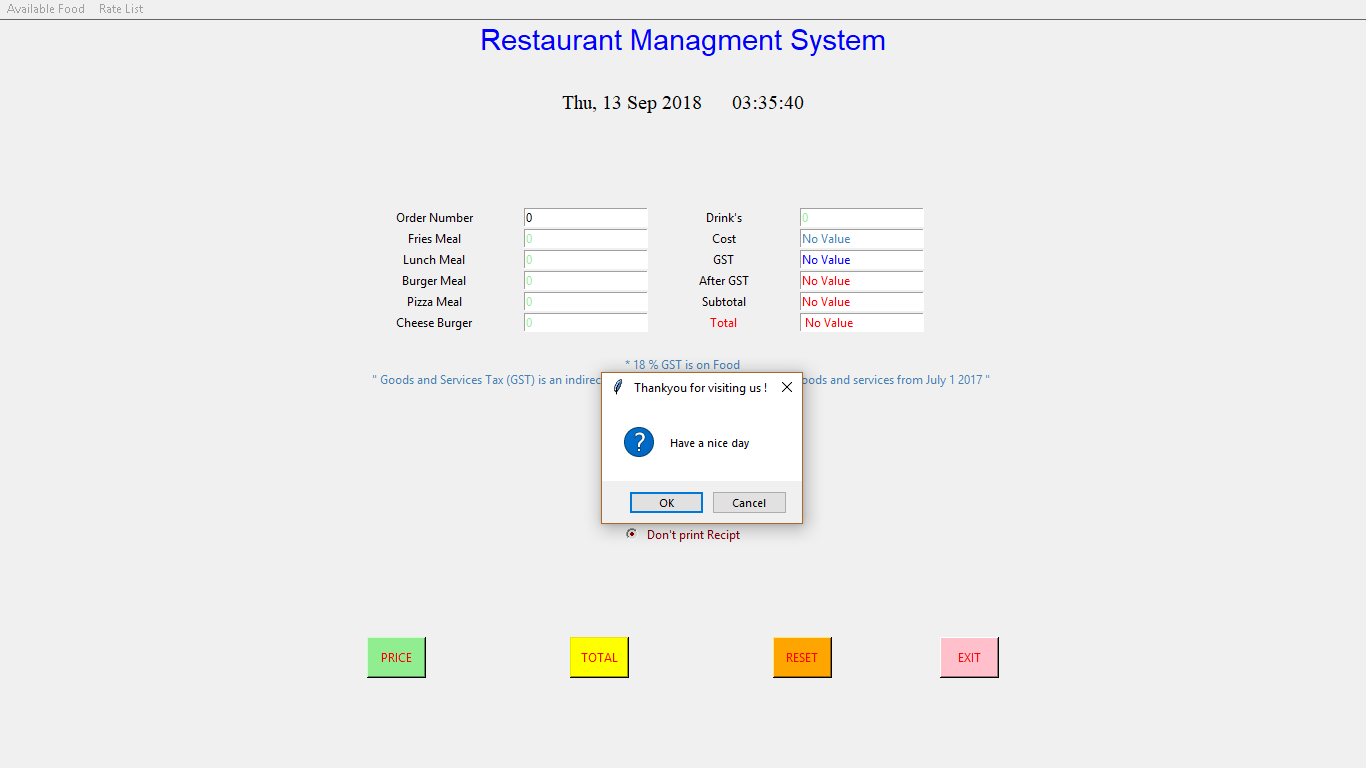 Available Food Rate List
Restaurant Managment System
Thu, 13 Sep 2018 03:35:40
Order Number 0 Drink's 0
Fries Meal 0 Cost No Value
Lunch Meal 0 GST No Value
Burger Meal 0 After GST No Value
Pizza Meal 0 Subtotal No Value
Cheese Burger 0 Total No Value
* 18 % GST is on Food
" Goods and Services Tax (GST) is an indirec oods and services from July 1 2017 "
Thankyou for visiting us !
? Have a nice day
OK Cancel
Don't print Recipt
PRICE TOTAL RESET EXIT